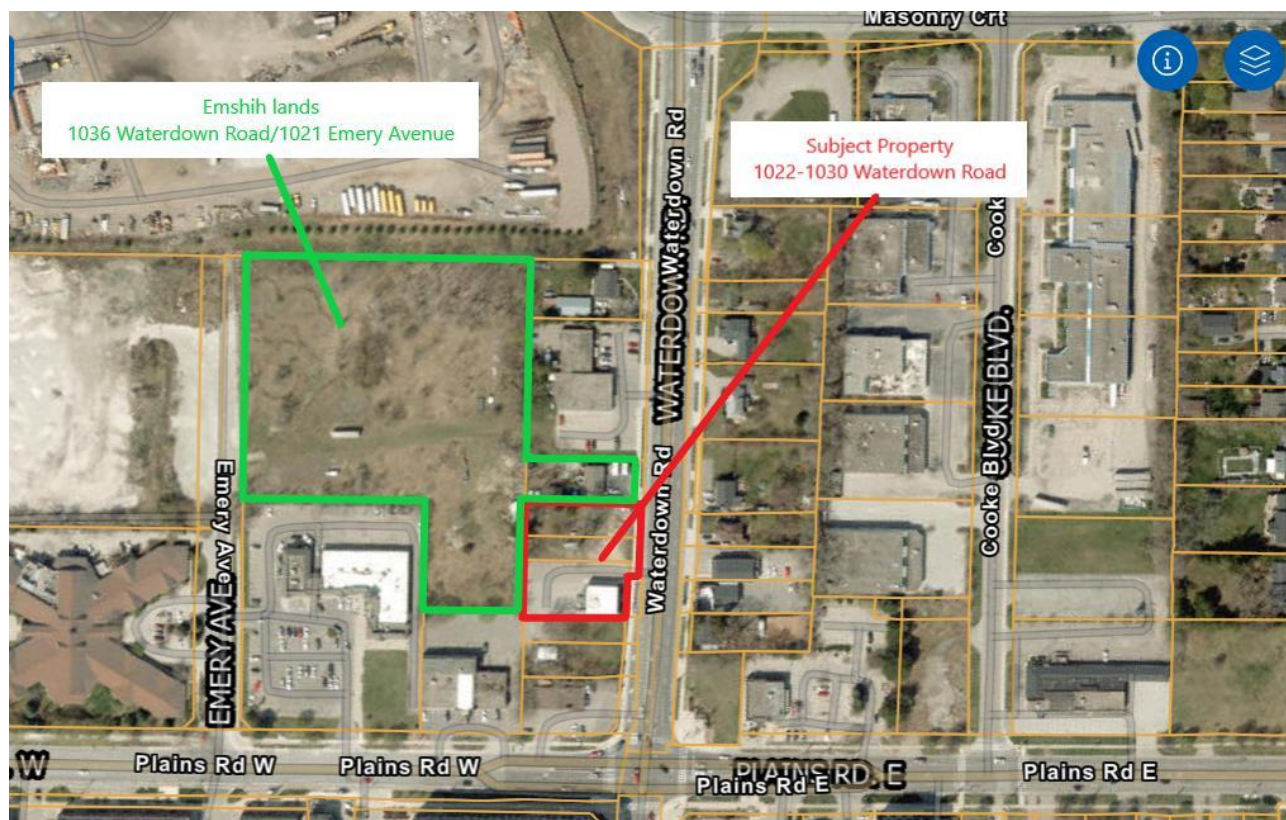 Masonry Crt
Emshih lands
1036 Waterdown Road/1021 Emery Avenue
Subject Property
1022-1030 Waterdown Road
Waterdown Rd
WATERDOWN
Waterdown Rd
Waterdown Rd
Cooke
COOKE BLVD.
Cooke Blvd
Emery Ave
EMERY AVE
W
Plains Rd W
Plains Rd W
PLAINS RD. E
Plains Rd E
Plains Rd E